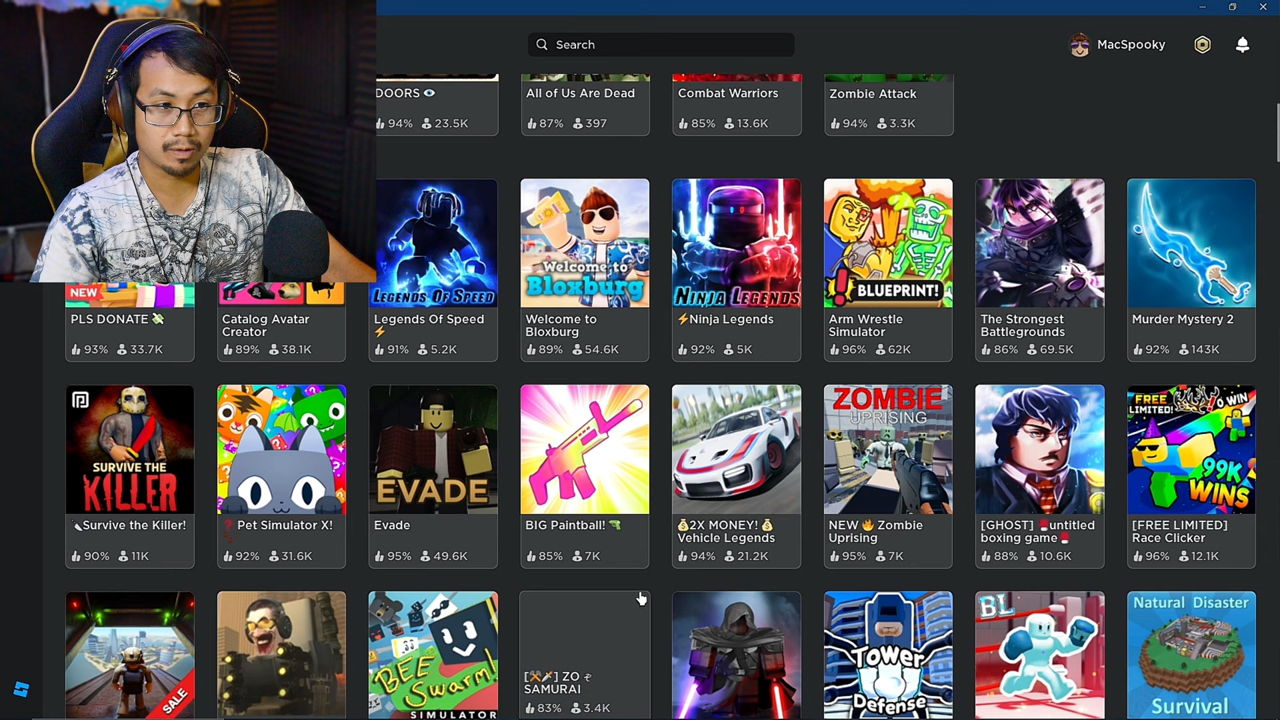 Search
MacSpooky
DOORS
94% 23.5K
All of Us Are Dead
87% 397
Combat Warriors
85% 13.6K
Zombie Attack
94% 3.3K
NEW
PLS DONATE
93% 33.7K
Catalog Avatar
Creator
89% 38.1K
LEGENDS OF SPEED
Legends Of Speed
91% 5.2K
Welcome to
Bloxburg
Welcome to
Bloxburg
89% 54.6K
NINJA LEGENDS
Ninja Legends
92% 5K
BLUEPRINT!
Arm Wrestle
Simulator
96% 62K
The Strongest
Battlegrounds
86% 69.5K
Murder Mystery 2
92% 143K
SURVIVE THE
KILLER
Survive the Killer!
90% 11K
Pet Simulator X!
92% 31.6K
EVADE
Evade
95% 49.6K
BIG Paintball!
85% 7K
2X MONEY!
Vehicle Legends
94% 21.2K
ZOMBIE
UPRISING
NEW Zombie
Uprising
95% 7K
[GHOST] untitled
boxing game
88% 10.6K
FREE
LIMITED!
0 WIN
99K
WINS
[FREE LIMITED]
Race Clicker
96% 12.1K
SALE
BEE
SWARM!
SIMULATOR
ZO
SAMURAI
83% 3.4K
Tower
Defense
BL
Natural Disaster
Survival